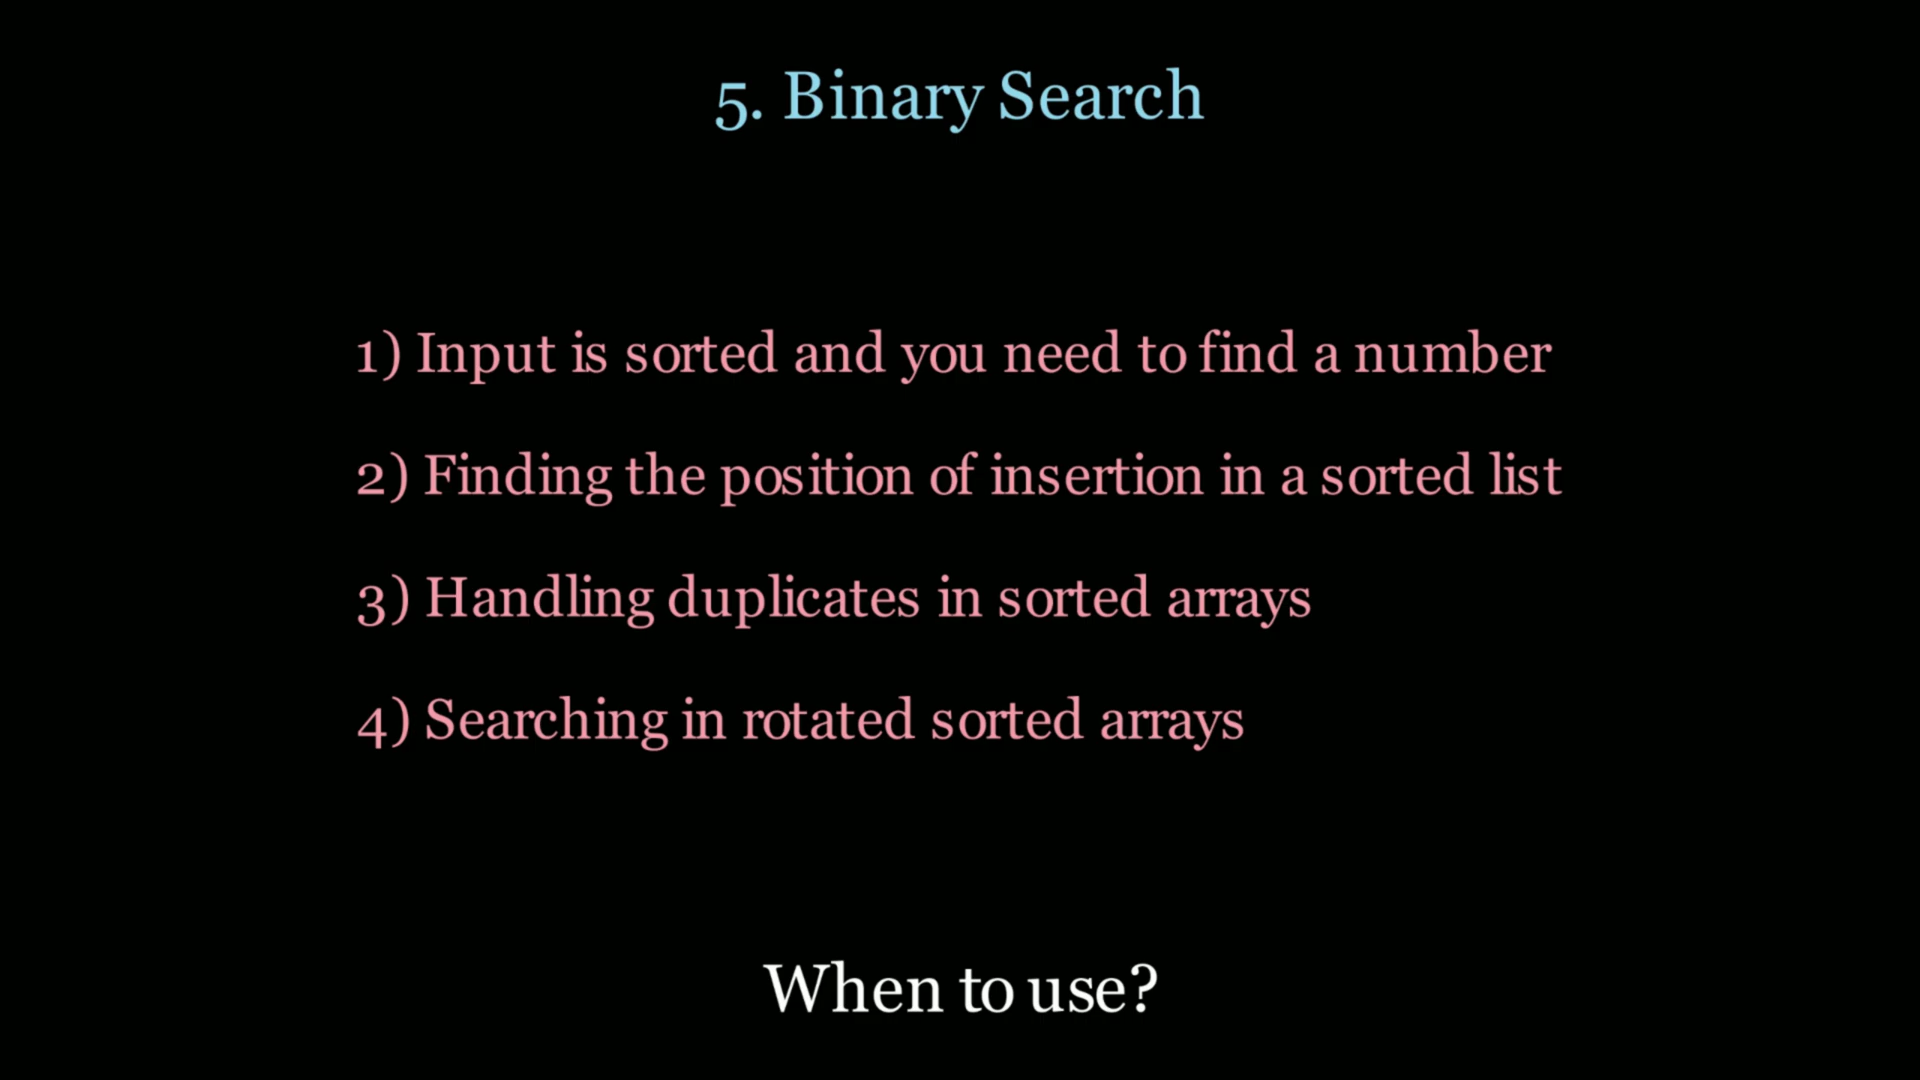 5. Binary Search
1) Input is sorted and you need to find a number
2) Finding the position of insertion in a sorted list
3) Handling duplicates in sorted arrays
4) Searching in rotated sorted arrays
When to use?